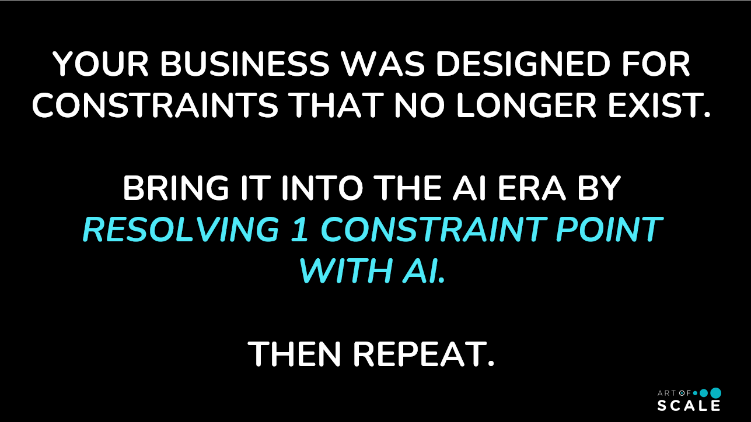 YOUR BUSINESS WAS DESIGNED FOR
CONSTRAINTS THAT NO LONGER EXIST.
BRING IT INTO THE AI ERA BY
RESOLVING 1 CONSTRAINT POINT
WITH AI.
THEN REPEAT.
ART OF
SCALE